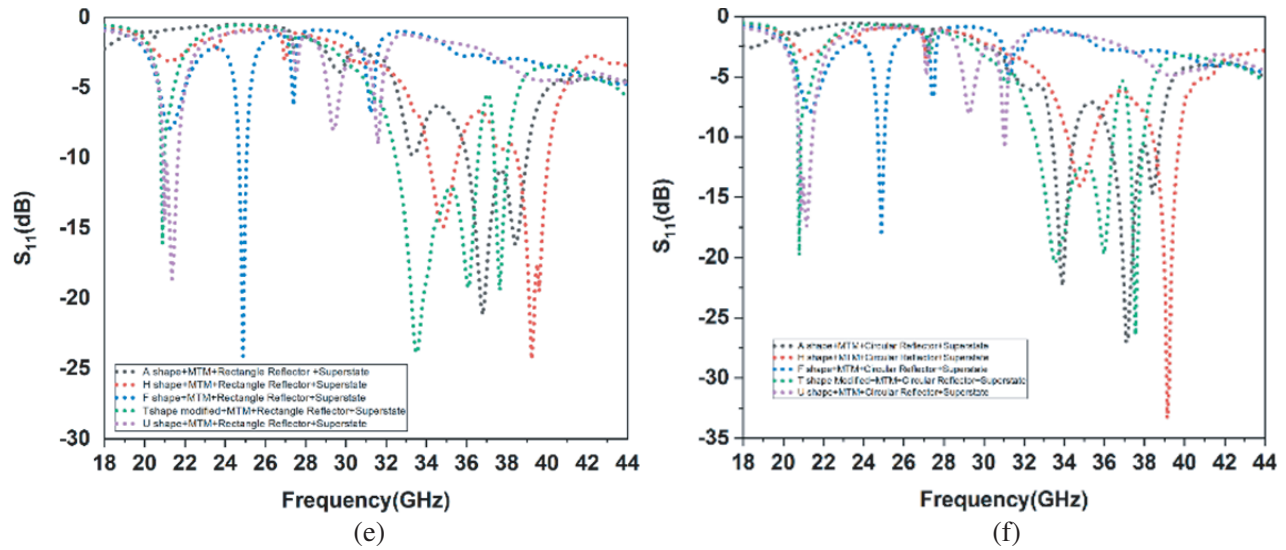 0
-5
-10
-15
-20
-25
-30
S11(dB)
A shape+MTM+Rectangle Reflector +Superstate
H shape+MTM+Rectangle Reflector+Superstate
F shape+MTM+Rectangle Reflector+Superstate
Tshape modified+MTM+Rectangle Reflector+Superstate
U shape+MTM+Rectangle Reflector+Superstate
18 20 22 24 26 28 30 32 34 36 38 40 42 44
Frequency(GHz)
(e)
0
-5
-10
-15
-20
-25
-30
-35
S11(dB)
A shape+MTM+Circular Reflector+Superstate
H shape+MTM+Circular Reflector+Superstate
F shape+MTM+Circular Reflector+Superstate
T shape Modified+MTM+Circular Reflector+Superstate
U shape+MTM+Circular Reflector+Superstate
18 20 22 24 26 28 30 32 34 36 38 40 42 44
Frequency(GHz)
(f)